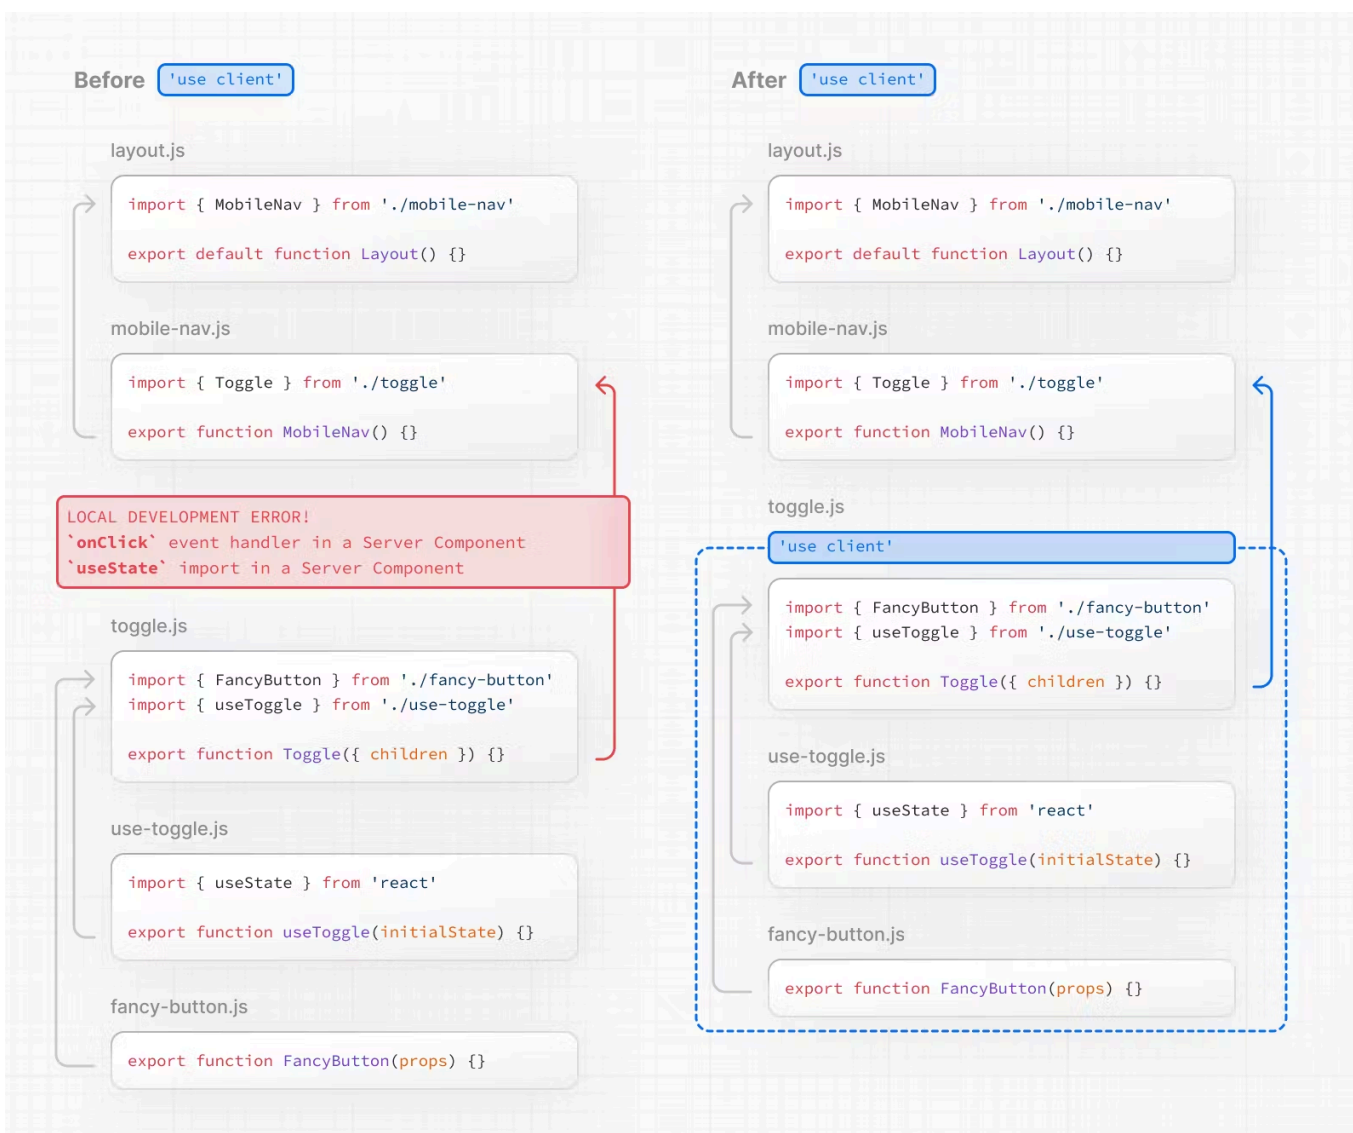 Before 'use client'
layout.js
import { MobileNav } from './mobile-nav'
export default function Layout() {}
mobile-nav.js
import { Toggle } from './toggle'
export function MobileNav() {}
LOCAL DEVELOPMENT ERROR!
`onClick` event handler in a Server Component
`useState` import in a Server Component
toggle.js
import { FancyButton } from './fancy-button'
import { useToggle } from './use-toggle'
export function Toggle({ children }) {}
use-toggle.js
import { useState } from 'react'
export function useToggle(initialState) {}
fancy-button.js
export function FancyButton(props) {}
After 'use client'
layout.js
import { MobileNav } from './mobile-nav'
export default function Layout() {}
mobile-nav.js
import { Toggle } from './toggle'
export function MobileNav() {}
toggle.js
'use client'
import { FancyButton } from './fancy-button'
import { useToggle } from './use-toggle'
export function Toggle({ children }) {}
use-toggle.js
import { useState } from 'react'
export function useToggle(initialState) {}
fancy-button.js
export function FancyButton(props) {}